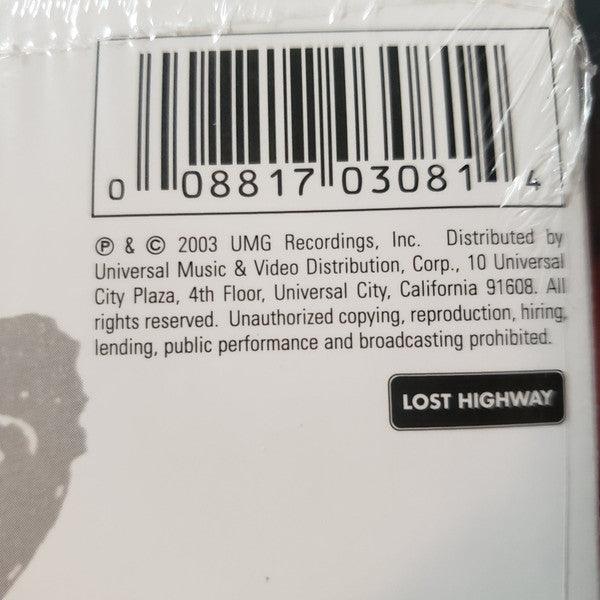 0 08817 03081 4
℗ & © 2003 UMG Recordings, Inc. Distributed by
Universal Music & Video Distribution, Corp., 10 Universal
City Plaza, 4th Floor, Universal City, California 91608. All
rights reserved. Unauthorized copying, reproduction, hiring,
lending, public performance and broadcasting prohibited.
LOST HIGHWAY